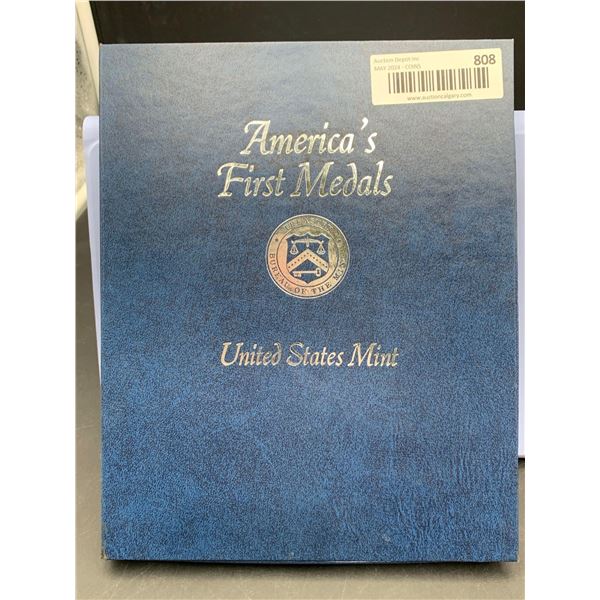 Auction Depot Inc
MAY 2024 - COINS
808
www.auctioncalgary.com
America's
First Medals
BUREAU OF THE
United States Mint